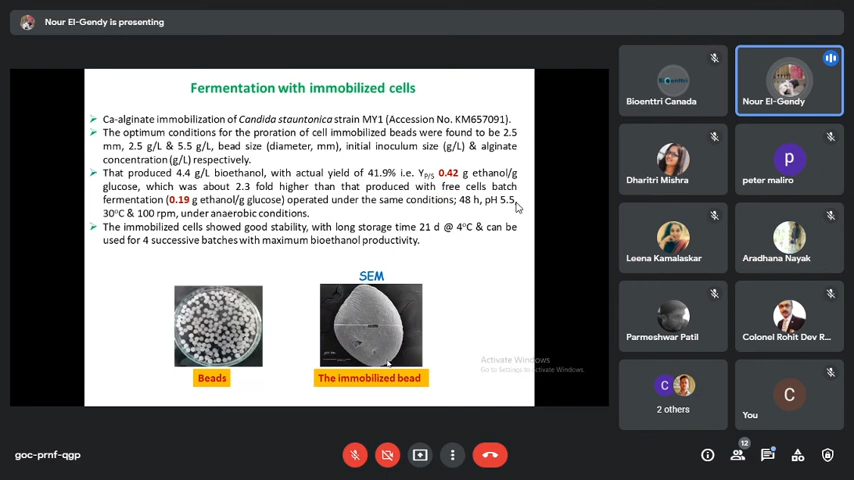 Nour El-Gendy is presenting
Fermentation with immobilized cells
Ca-alginate immobilization of Candida stauntonica strain MY1 (Accession No. KM657091).
The optimum conditions for the proration of cell immobilized beads were found to be 2.5
mm, 2.5 g/L & 5.5 g/L, bead size (diameter, mm), initial inoculum size (g/L) & alginate
concentration (g/L) respectively.
That produced 4.4 g/L bioethanol, with actual yield of 41.9% i.e. YP/S 0.42 g ethanol/g
glucose, which was about 2.3 fold higher than that produced with free cells batch
fermentation (0.19 g ethanol/g glucose) operated under the same conditions; 48 h, pH 5.5,
30°C & 100 rpm, under anaerobic conditions.
The immobilized cells showed good stability, with long storage time 21 d @ 4°C & can be
used for 4 successive batches with maximum bioethanol productivity.
SEM
Beads
The immobilized bead
Activate Windows
Go to Settings to Activate Windows.
Bioenttri
Bioenttri Canada
Nour El-Gendy
Dharitri Mishra
p
peter maliro
Leena Kamalaskar
Aradhana Nayak
Parmeshwar Patil
Colonel Rohit Dev R...
C
2 others
C
You
goc-prnf-qgp
12